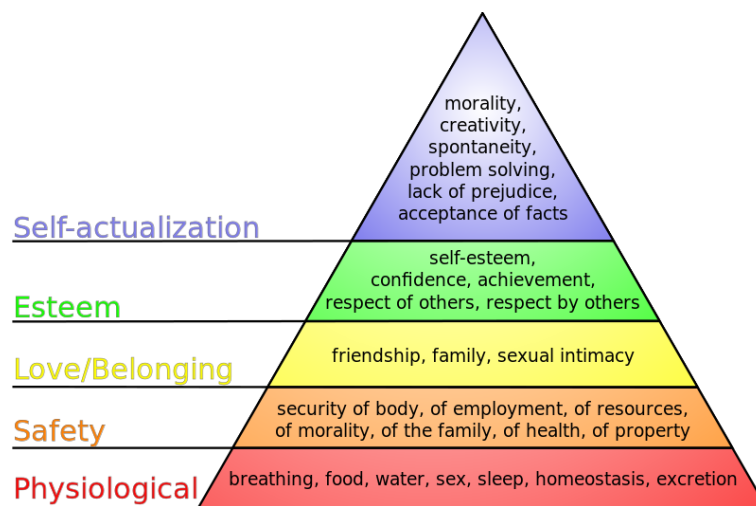 morality,
creativity,
spontaneity,
problem solving,
lack of prejudice,
acceptance of facts
Self-actualization
self-esteem,
confidence, achievement,
respect of others, respect by others
Esteem
friendship, family, sexual intimacy
Love/Belonging
security of body, of employment, of resources,
of morality, of the family, of health, of property
Safety
breathing, food, water, sex, sleep, homeostasis, excretion
Physiological